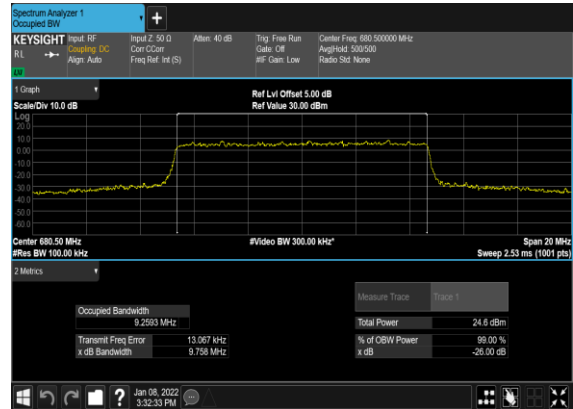 Spectrum Analyzer 1
Occupied BW
+
KEYSIGHT Input: RF Input Z: 50 Ω Atten: 40 dB Trig: Free Run Center Freq: 680.500000 MHz
RL Coupling: DC Corr CCorr Gate: Off Avg|Hold: 500/500
Align: Auto Freq Ref: Int (S) #IF Gain: Low Radio Std: None
1 Graph
Ref Lvl Offset 5.00 dB
Scale/Div 10.0 dB Ref Value 30.00 dBm
Log
20.0
10.0
0.00
-10.0
-20.0
-30.0
-40.0
-50.0
-60.0
Center 680.50 MHz #Video BW 300.00 kHz* Span 20 MHz
#Res BW 100.00 kHz Sweep 2.53 ms (1001 pts)
2 Metrics
Measure Trace Trace 1
Occupied Bandwidth
9.2593 MHz Total Power 24.6 dBm
Transmit Freq Error 13.067 kHz % of OBW Power 99.00 %
x dB Bandwidth 9.758 MHz x dB -26.00 dB
? Jan 08, 2022
3:32:33 PM